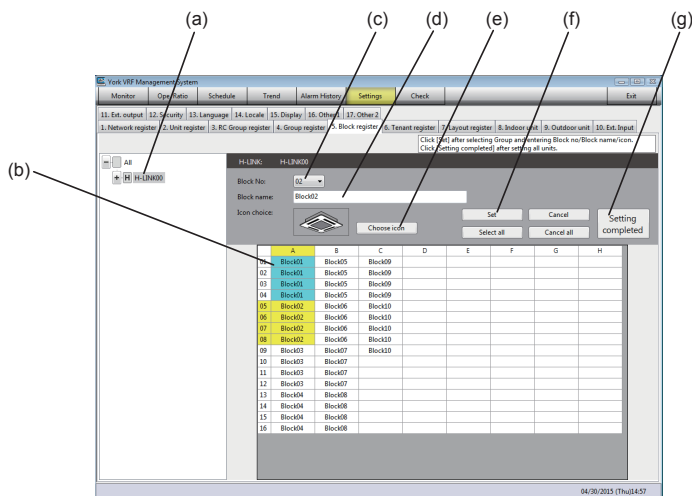 (a) (c) (d) (e) (f) (g)
York VRF Management System
Monitor Ope. Ratio Schedule Trend Alarm History Settings Check Exit
11. Ext. output 12. Security 13. Language 14. Locale 15. Display 16. Other1 17. Other 2
1. Network register 2. Unit register 3. RC Group register 4. Group register 5. Block register 6. Tenant register 7. Layout register 8. Indoor unit 9. Outdoor unit 10. Ext. Input
Click [Set] after selecting Group and entering Block no/Block name/icon.
Click [Setting completed] after setting all units.
All
H H-LINK00
(b)
H-LINK: H-LINK00
Block No: 02
Block name: Block02
Icon choice: Choose icon
Set Cancel
Select all Cancel all
Setting
completed
A B C D E F G H
01 Block01 Block05 Block09
02 Block01 Block05 Block09
03 Block01 Block05 Block09
04 Block01 Block05 Block09
05 Block02 Block06 Block10
06 Block02 Block06 Block10
07 Block02 Block06 Block10
08 Block02 Block06 Block10
09 Block03 Block07 Block10
10 Block03 Block07
11 Block03 Block07
12 Block03 Block07
13 Block04 Block08
14 Block04 Block08
15 Block04 Block08
16 Block04 Block08
04/30/2015 (Thu)14:57